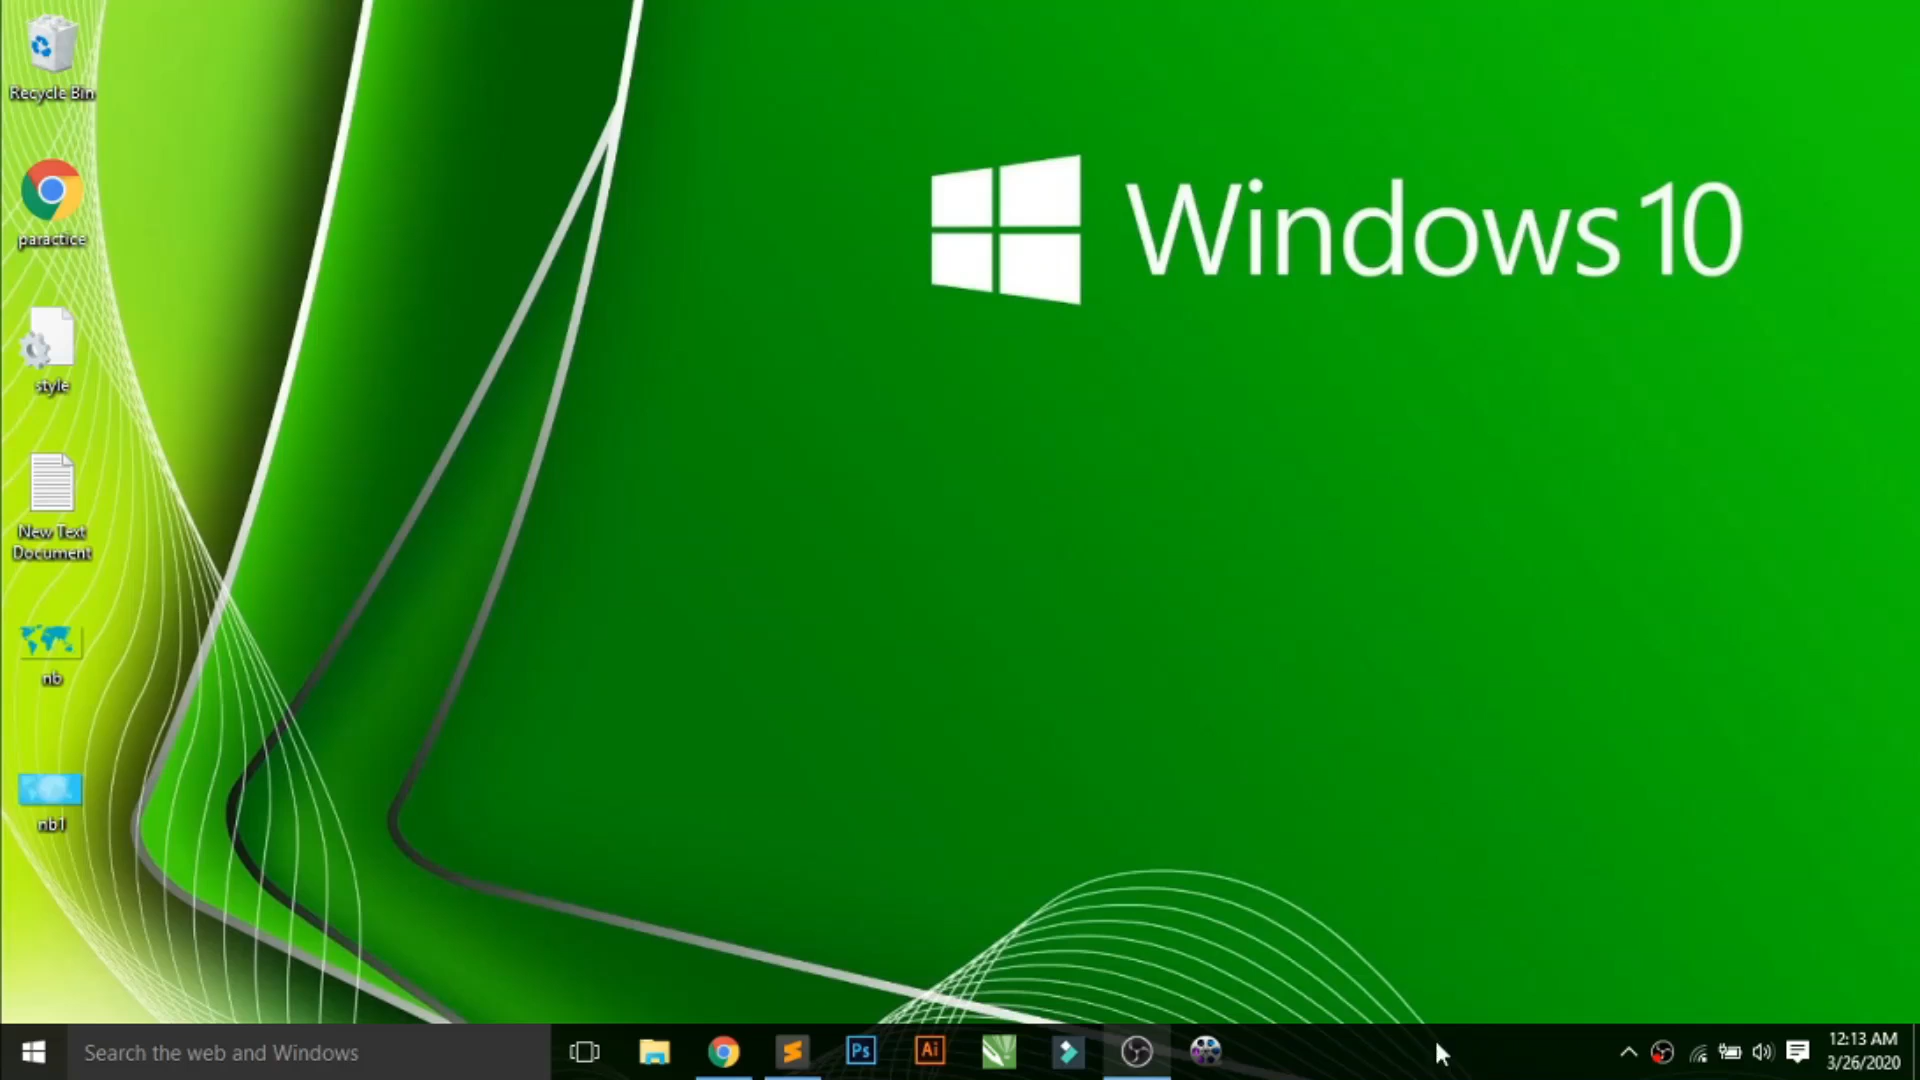 Recycle Bin
Windows 10
paractice
style
New Text
Document
nb
nb1
Search the web and Windows
Ps
Ai
12:13 AM
3/26/2020